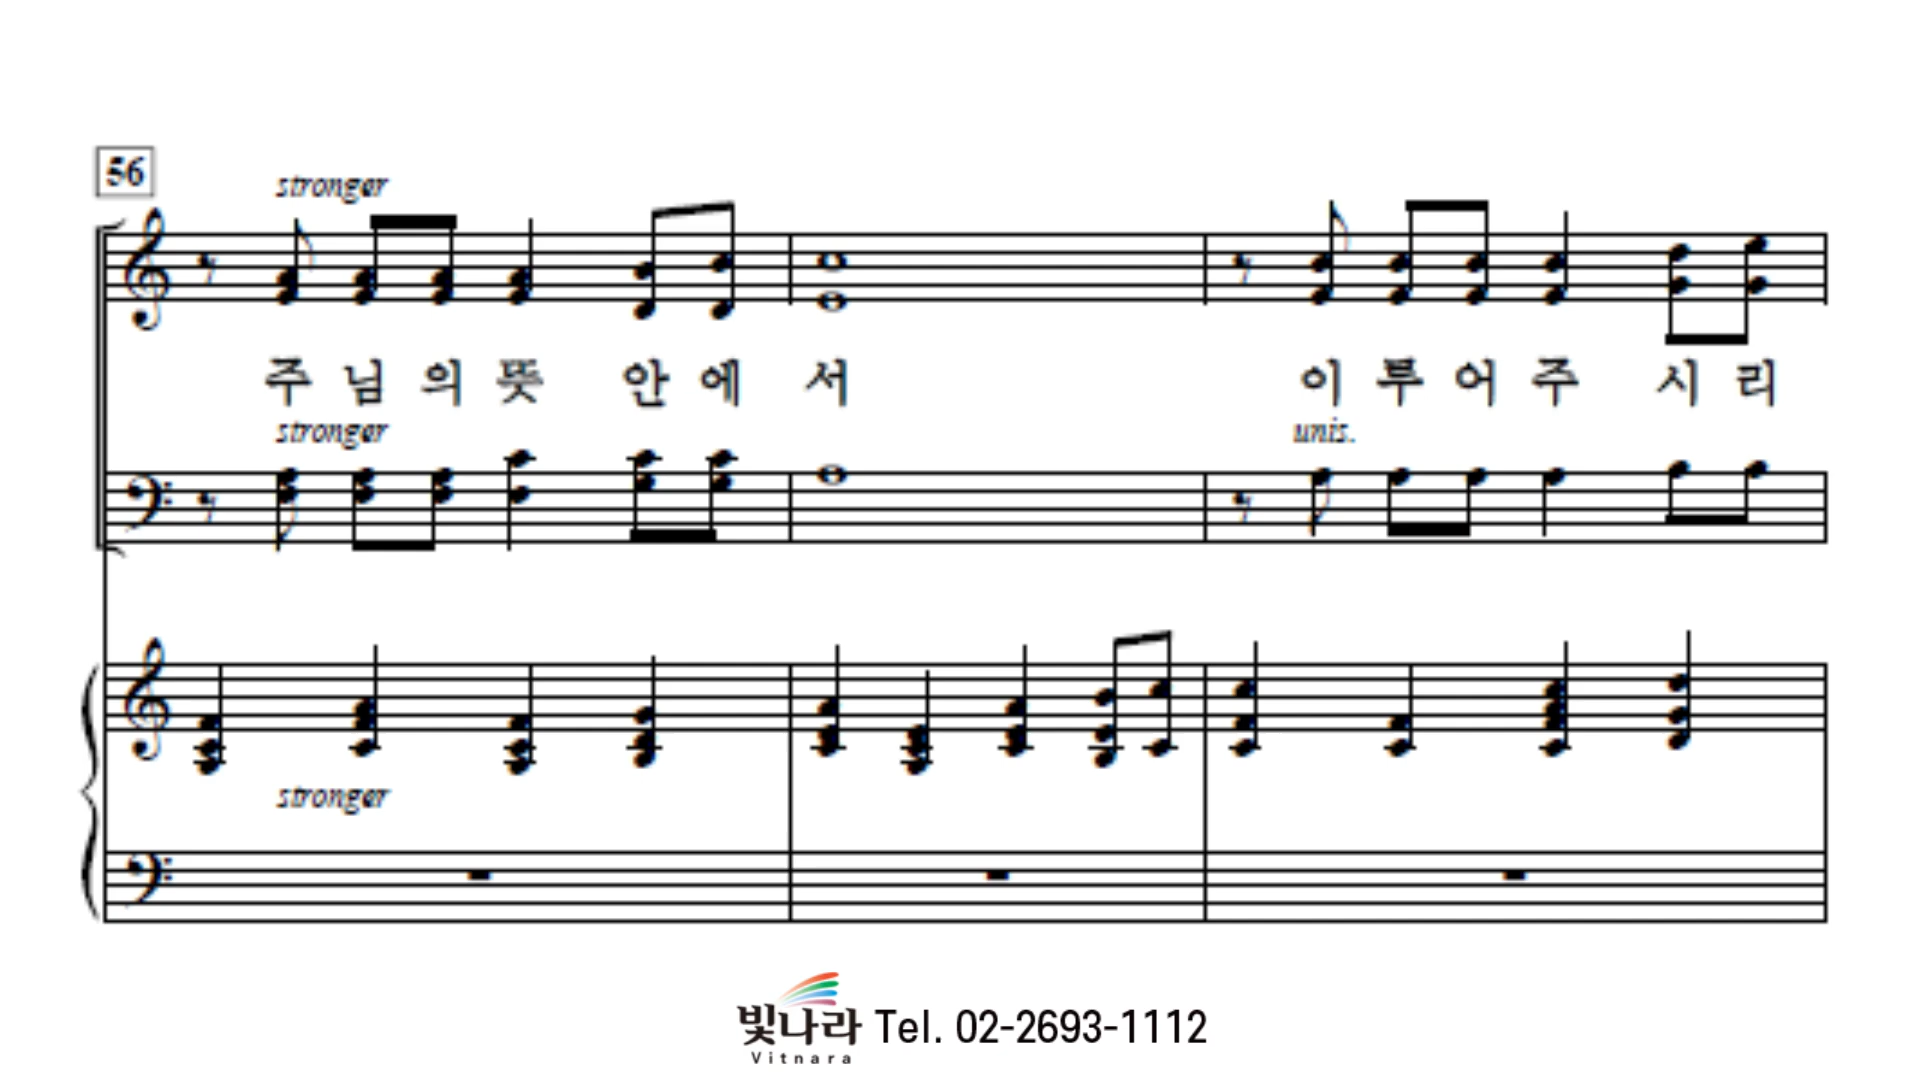 56
stronger
주 님 의 뜻 안 에 서 이 루 어 주 시 리
stronger
unis.
stronger
빛나라 Tel. 02-2693-1112
Vitnara